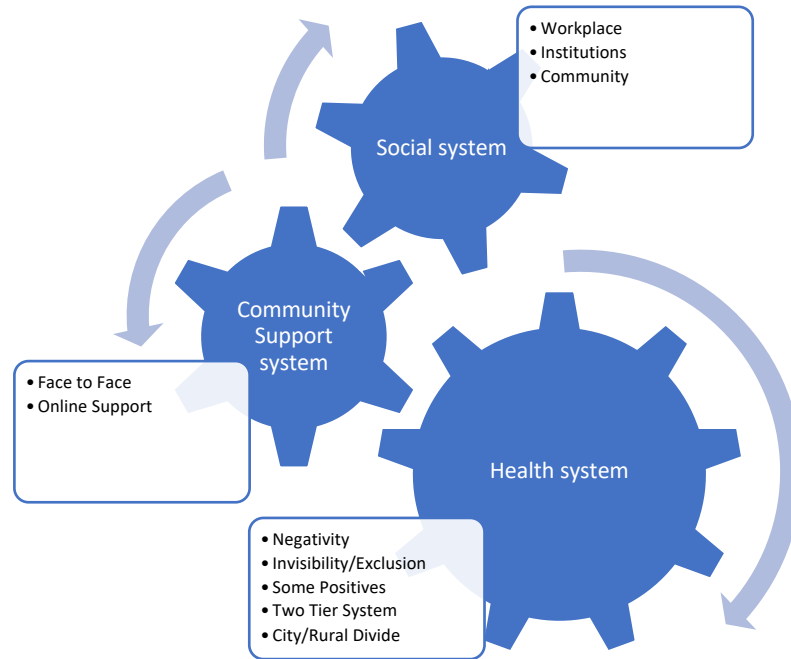 • Workplace
• Institutions
• Community
Social system
Community
Support
system
• Face to Face
• Online Support
Health system
• Negativity
• Invisibility/Exclusion
• Some Positives
• Two Tier System
• City/Rural Divide